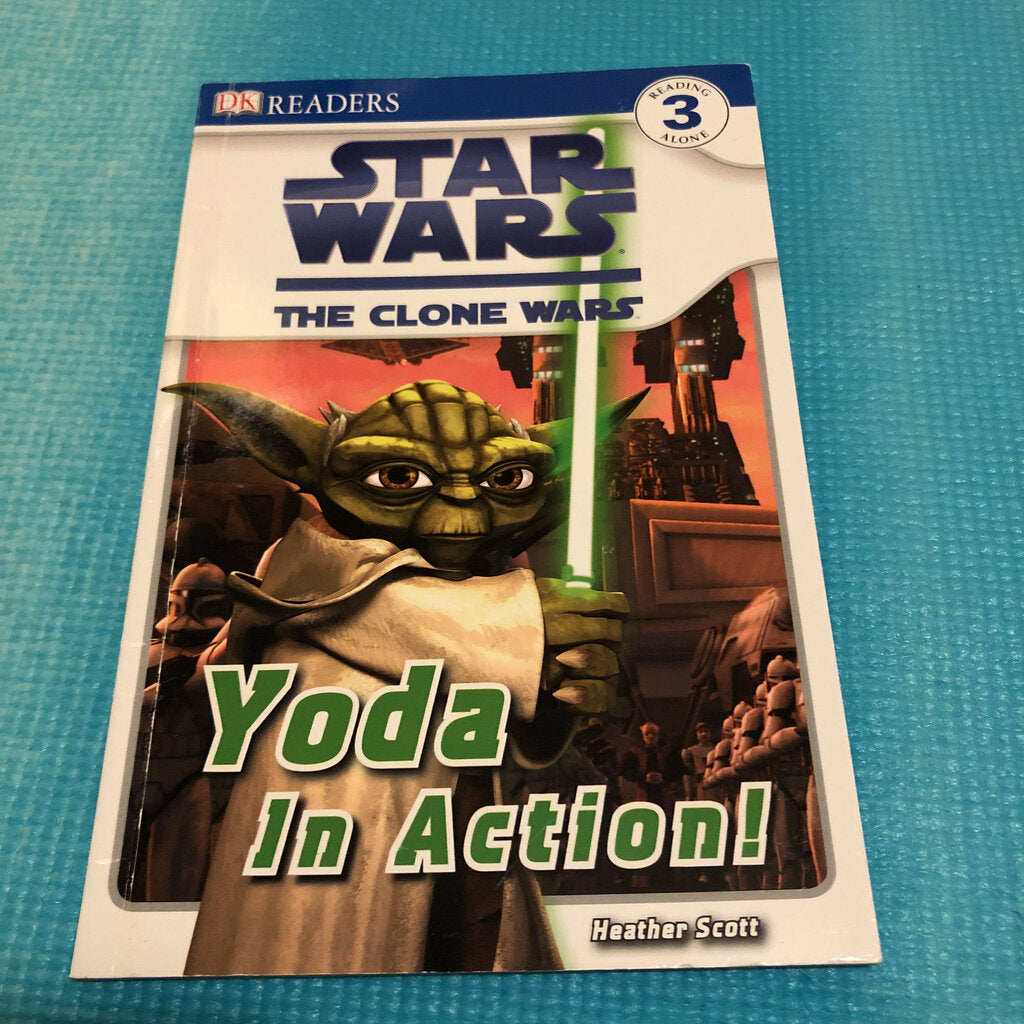 DK READERS
READING
3
ALONE
STAR
WARS
THE CLONE WARS
Yoda
In Action!
Heather Scott